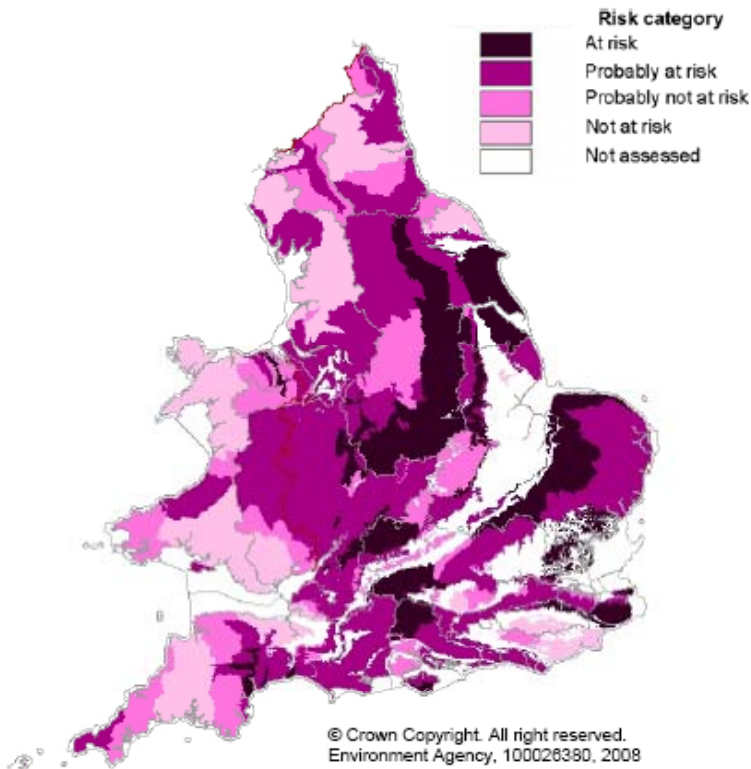 Risk category
At risk
Probably at risk
Probably not at risk
Not at risk
Not assessed
© Crown Copyright. All right reserved.
Environment Agency, 100026380, 2008